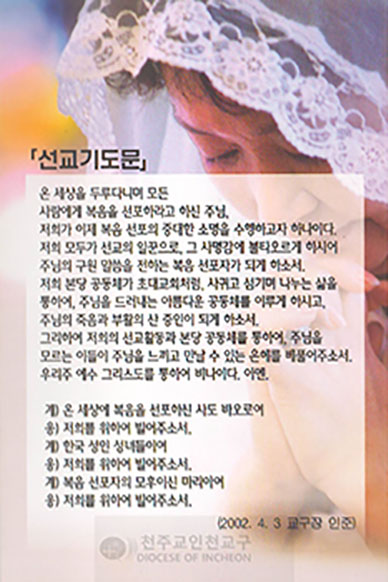 「선교기도문」
온 세상을 두루다니며 모든
사람에게 복음을 선포하라고 하신 주님,
저희가 이제 복음 선포의 중대한 소명을 수행하고자 하나이다.
저희 모두가 선교의 일꾼으로, 그 사명감에 불타오르게 하시어
주님의 구원 말씀을 전하는 복음 선포자가 되게 하소서.
저희 본당 공동체가 초대교회처럼, 사귀고 섬기며 나누는 삶을
통하여, 주님을 드러내는 아름다운 공동체를 이루게 하시고,
주님의 죽음과 부활의 산 증인이 되게 하소서.
그리하여 저희의 선교활동과 본당 공동체를 통하여, 주님을
모르는 이들이 주님을 느끼고 만날 수 있는 은혜를 베풀어주소서.
우리주 예수 그리스도를 통하여 비나이다. 아멘.
계) 온 세상에 복음을 선포하신 사도 바오로여
응) 저희를 위하여 빌어주소서.
계) 한국 성인 성녀들이여
응) 저희를 위하여 빌어주소서.
계) 복음 선포자의 모후이신 마리아여
응) 저희를 위하여 빌어주소서.
(2002. 4. 3 교구장 인준)
천주교인천교구
DIOCESE OF INCHEON